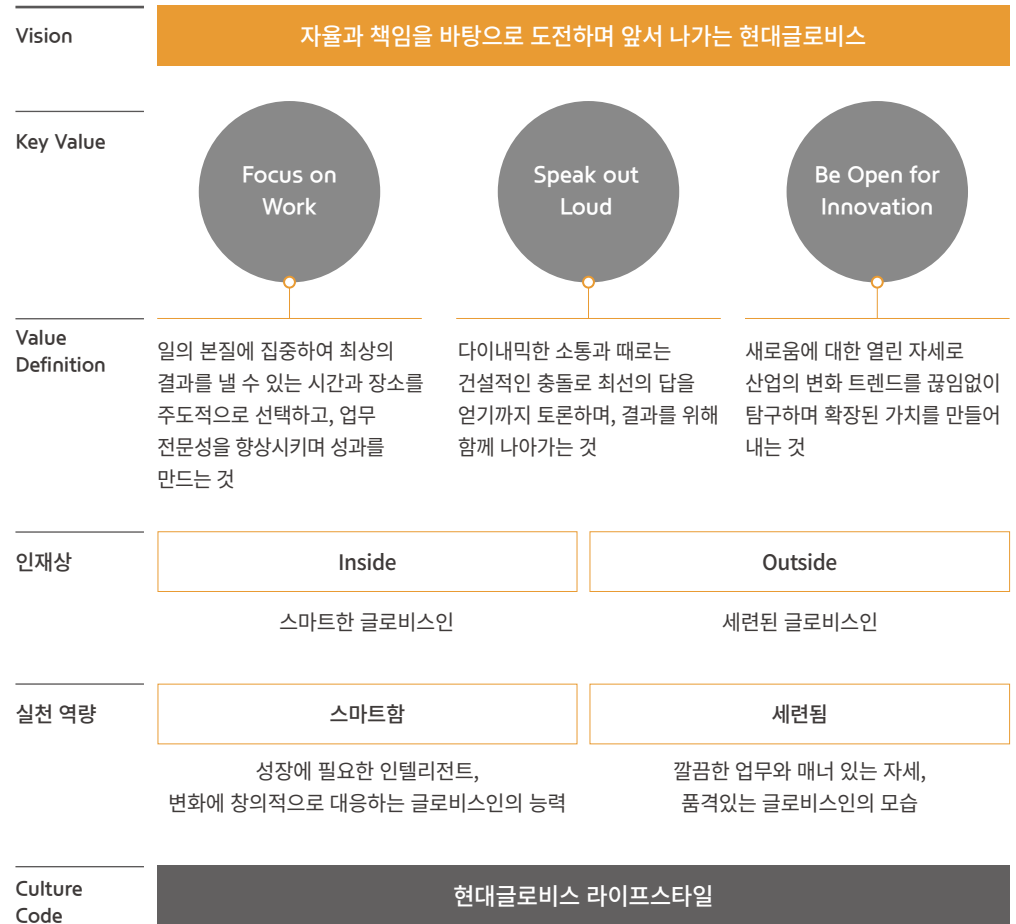 Vision
자율과 책임을 바탕으로 도전하며 앞서 나가는 현대글로비스
Key Value
Focus on
Work
Speak out
Loud
Be Open for
Innovation
Value
Definition
일의 본질에 집중하여 최상의
결과를 낼 수 있는 시간과 장소를
주도적으로 선택하고, 업무
전문성을 향상시키며 성과를
만드는 것
다이내믹한 소통과 때로는
건설적인 충돌로 최선의 답을
얻기까지 토론하며, 결과를 위해
함께 나아가는 것
새로움에 대한 열린 자세로
산업의 변화 트렌드를 끊임없이
탐구하며 확장된 가치를 만들어
내는 것
인재상
Inside
스마트한 글로비스인
Outside
세련된 글로비스인
실천 역량
스마트함
성장에 필요한 인텔리전트,
변화에 창의적으로 대응하는 글로비스인의 능력
세련됨
깔끔한 업무와 매너 있는 자세,
품격있는 글로비스인의 모습
Culture
Code
현대글로비스 라이프스타일